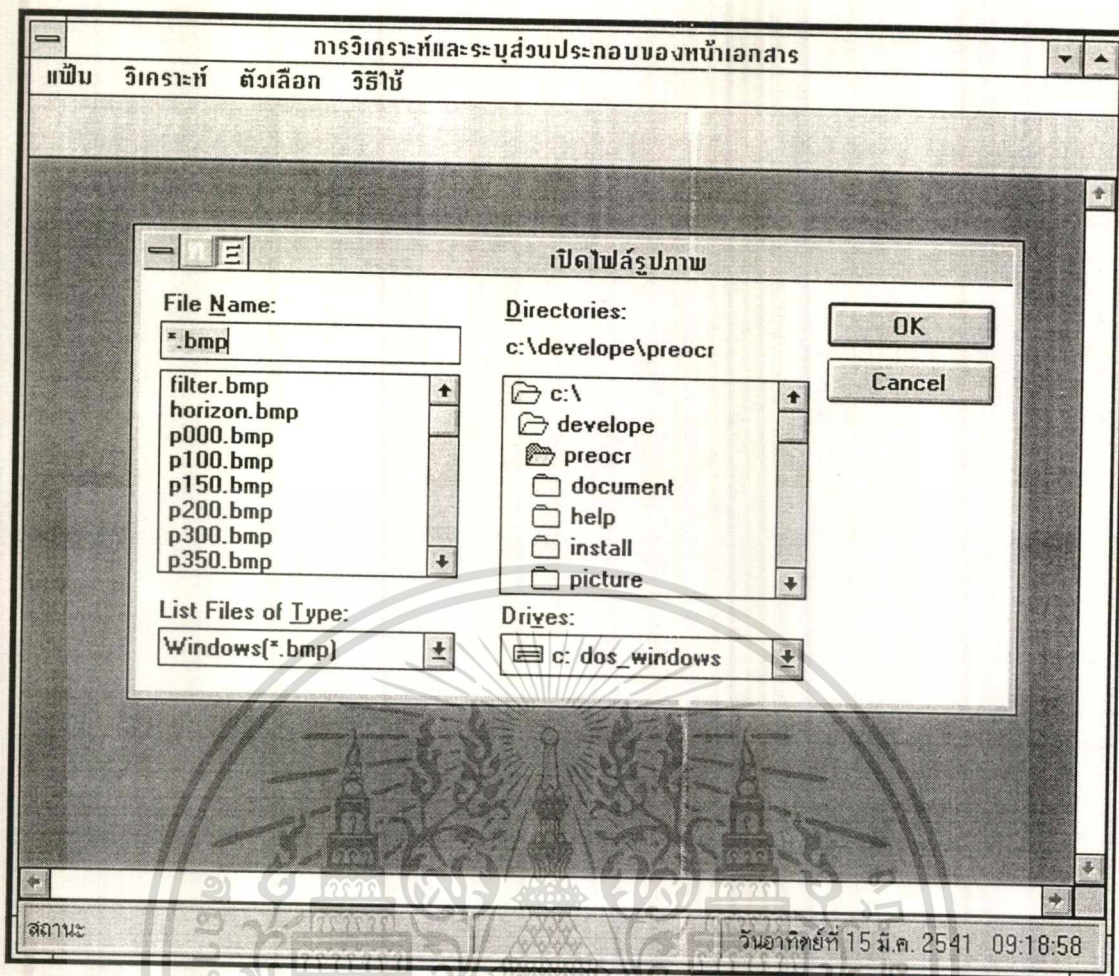 การวิเคราะห์และระบุส่วนประกอบของหน้าเอกสาร
แฟ้ม วิเคราะห์ ตัวเลือก วิธีใช้
เปิดไฟล์รูปภาพ
File Name:
*.bmp
filter.bmp
horizon.bmp
p000.bmp
p100.bmp
p150.bmp
p200.bmp
p300.bmp
p350.bmp
List Files of Type:
Windows(*.bmp)
Directories:
c:\develope\preocr
c:\
develope
preocr
document
help
install
picture
Drives:
c: dos_windows
OK
Cancel
สถานะ
วันอาทิตย์ที่ 15 มี.ค. 2541 09:18:58